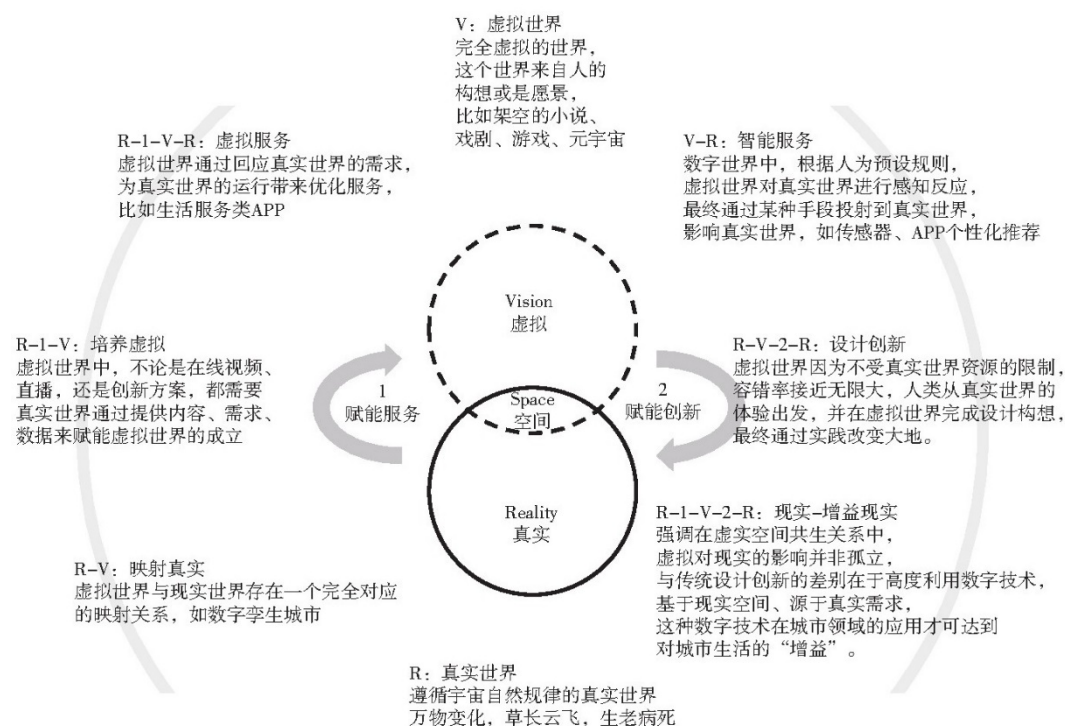 V：虚拟世界
完全虚拟的世界，
这个世界来自人的
构想或是愿景，
比如架空的小说、
戏剧、游戏、元宇宙
R-1-V-R：虚拟服务
虚拟世界通过回应真实世界的需求，
为真实世界的运行带来优化服务，
比如生活服务类APP
V-R：智能服务
数字世界中，根据人为预设规则，
虚拟世界对真实世界进行感知反应，
最终通过某种手段投射到真实世界，
影响真实世界，如传感器、APP个性化推荐
Vision
虚拟
R-1-V：培养虚拟
虚拟世界中，不论是在线视频、
直播，还是创新方案，都需要
真实世界通过提供内容、需求、
数据来赋能虚拟世界的成立
1
赋能服务
Space
空间
2
赋能创新
R-V-2-R：设计创新
虚拟世界因为不受真实世界资源的限制，
容错率接近无限大，人类从真实世界的
体验出发，并在虚拟世界完成设计构想，
最终通过实践改变大地。
Reality
真实
R-1-V-2-R：现实-增益现实
强调在虚实空间共生关系中，
虚拟对现实的影响并非孤立，
与传统设计创新的差别在于高度利用数字技术，
基于现实空间、源于真实需求，
这种数字技术在城市领域的应用才可达到
对城市生活的“增益”。
R-V：映射真实
虚拟世界与现实世界存在一个完全对应
的映射关系，如数字孪生城市
R：真实世界
遵循宇宙自然规律的真实世界
万物变化，草长云飞，生老病死